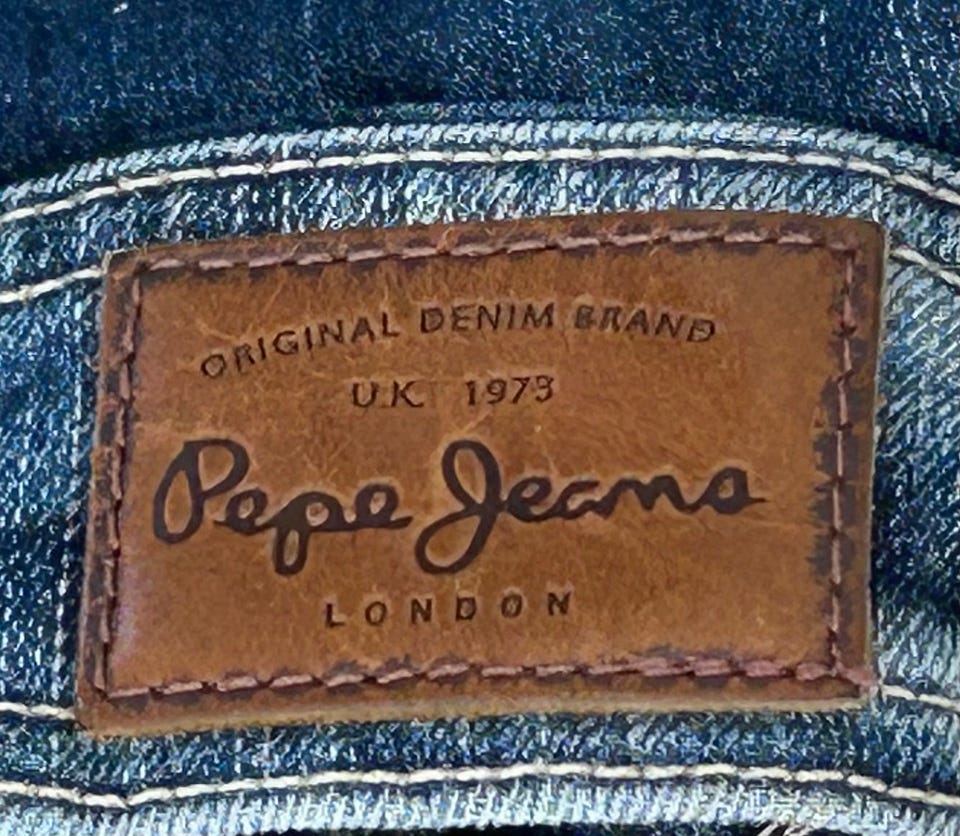 ORIGINAL DENIM BRAND
U.K. 1973
Pepe Jeans
LONDON